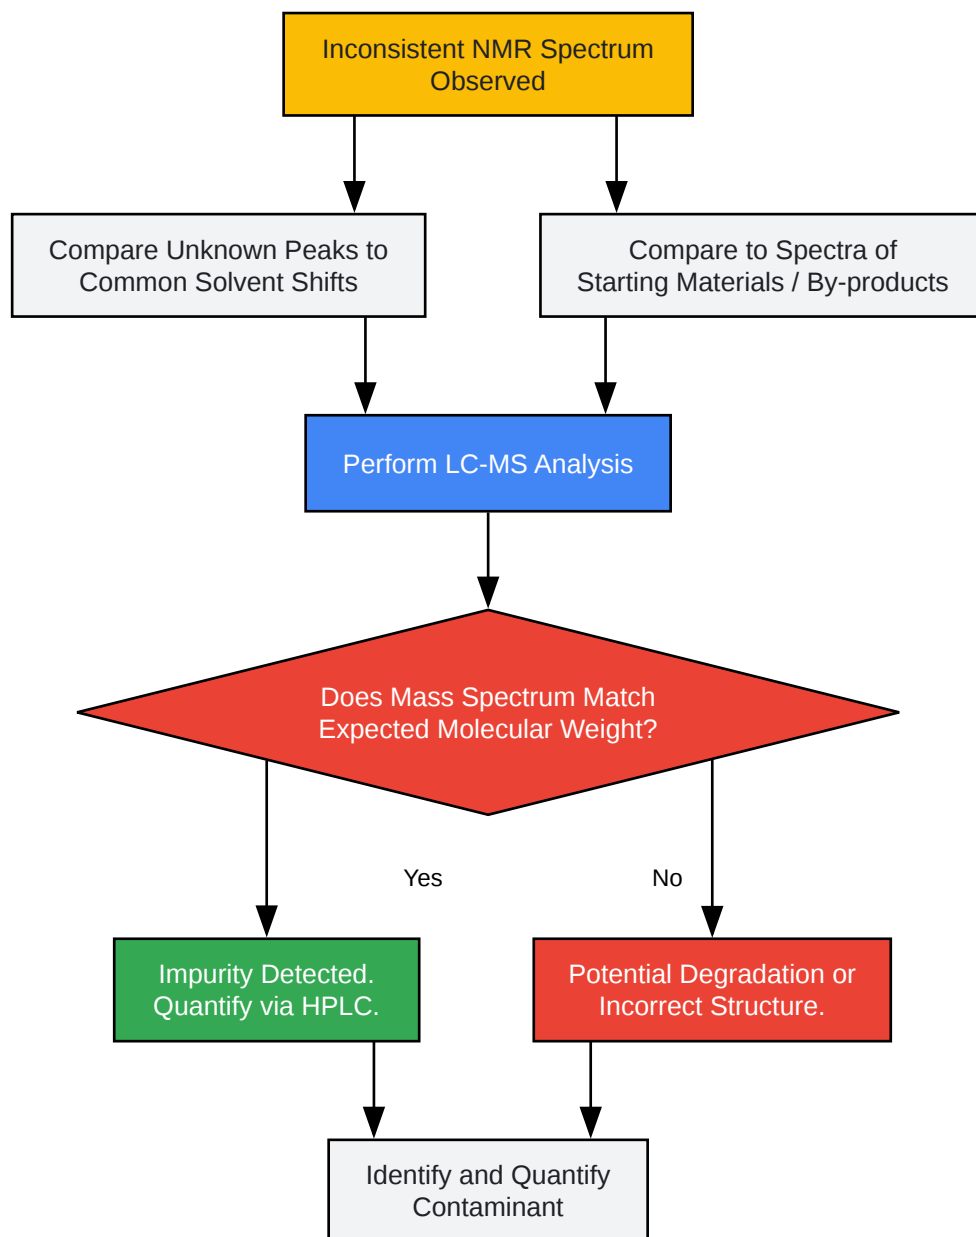 Inconsistent NMR Spectrum
Observed
Compare Unknown Peaks to
Common Solvent Shifts
Compare to Spectra of
Starting Materials / By-products
Perform LC-MS Analysis
Does Mass Spectrum Match
Expected Molecular Weight?
Yes
No
Impurity Detected.
Quantify via HPLC.
Potential Degradation or
Incorrect Structure.
Identify and Quantify
Contaminant